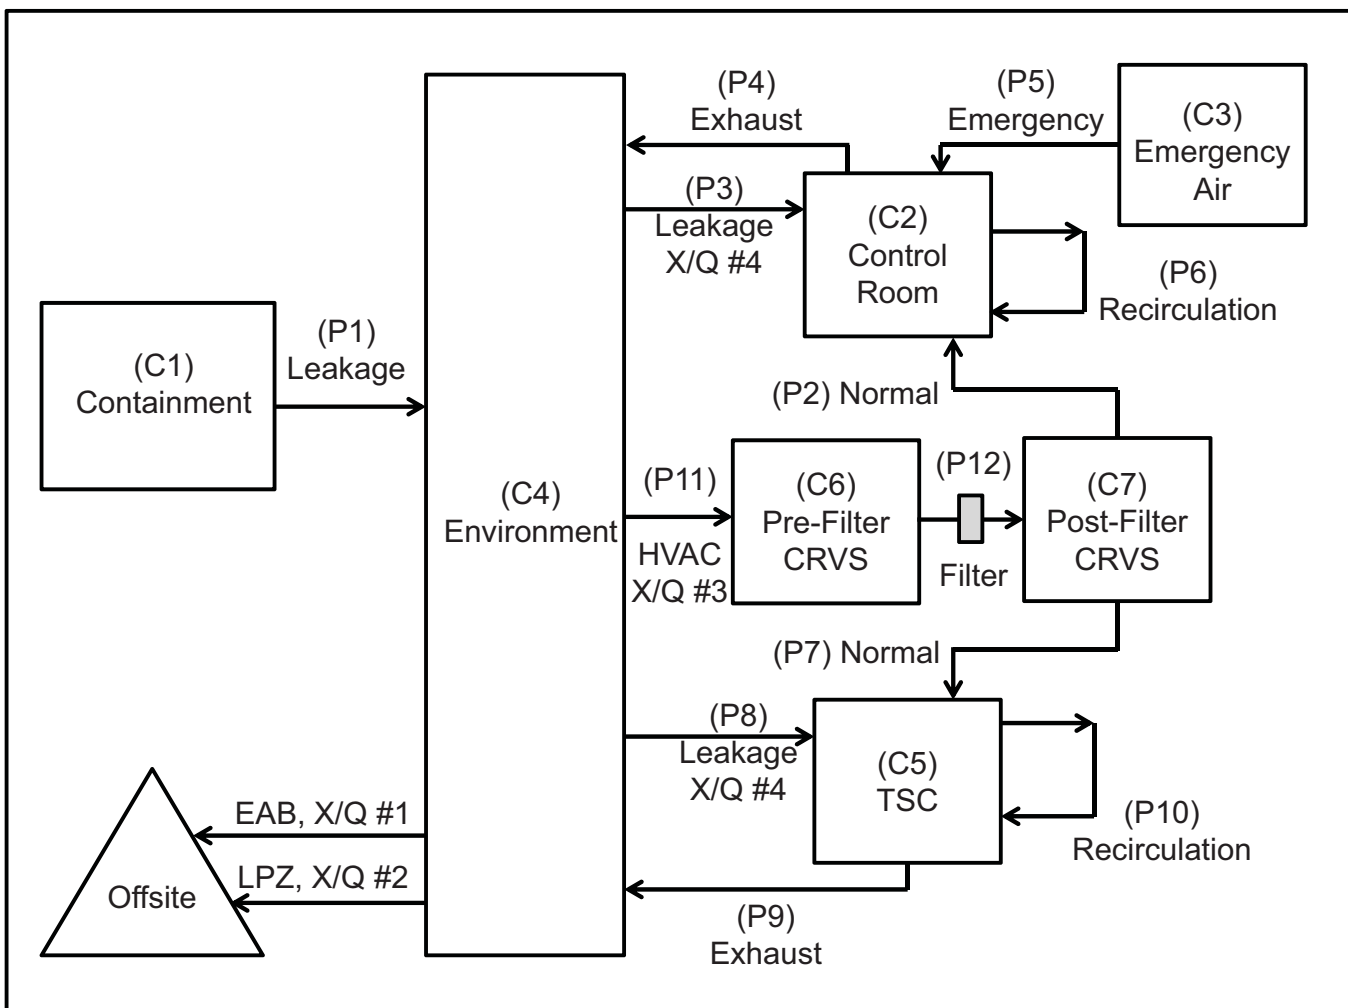 (P4)
Exhaust
(P5)
Emergency
(C3)
Emergency
Air
(P3)
Leakage
X/Q #4
(C2)
Control
Room
(P6)
Recirculation
(C1)
Containment
(P1)
Leakage
(P2) Normal
(C4)
Environment
(P11)
HVAC
X/Q #3
(C6)
Pre-Filter
CRVS
(P12)
Filter
(C7)
Post-Filter
CRVS
(P7) Normal
(P8)
Leakage
X/Q #4
(C5)
TSC
(P10)
Recirculation
EAB, X/Q #1
LPZ, X/Q #2
Offsite
(P9)
Exhaust